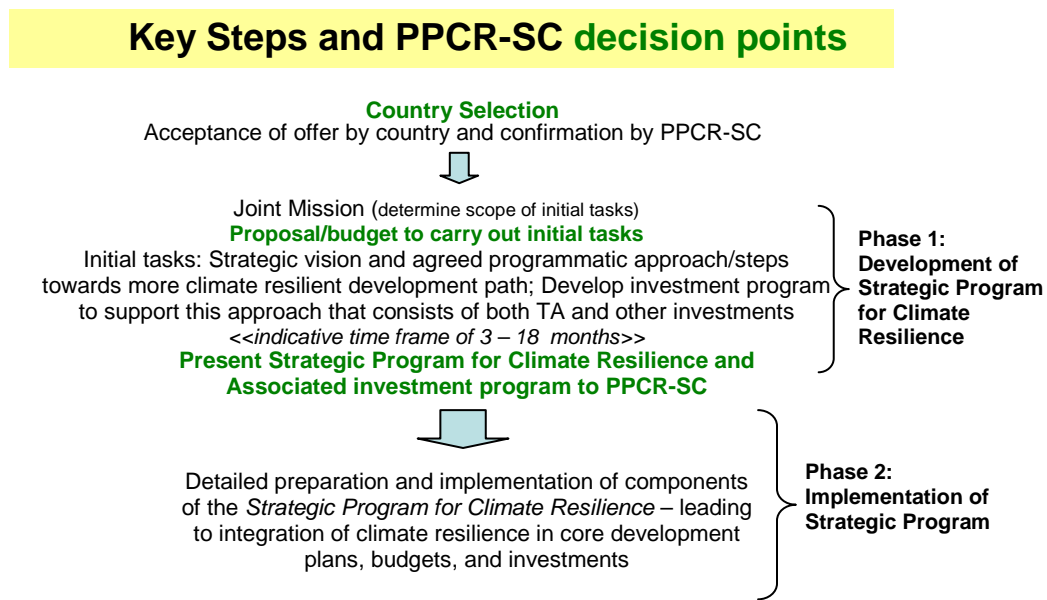 Key Steps and PPCR-SC decision points
Country Selection
Acceptance of offer by country and confirmation by PPCR-SC
Joint Mission (determine scope of initial tasks)
Proposal/budget to carry out initial tasks
Initial tasks: Strategic vision and agreed programmatic approach/steps
towards more climate resilient development path; Develop investment program
to support this approach that consists of both TA and other investments
<<indicative time frame of 3 – 18  months>>
Present Strategic Program for Climate Resilience and
Associated investment program to PPCR-SC
Phase 1:
Development of
Strategic Program
for Climate
Resilience
Detailed preparation and implementation of components
of the Strategic Program for Climate Resilience – leading
to integration of climate resilience in core development
plans, budgets, and investments
Phase 2:
Implementation of
Strategic Program